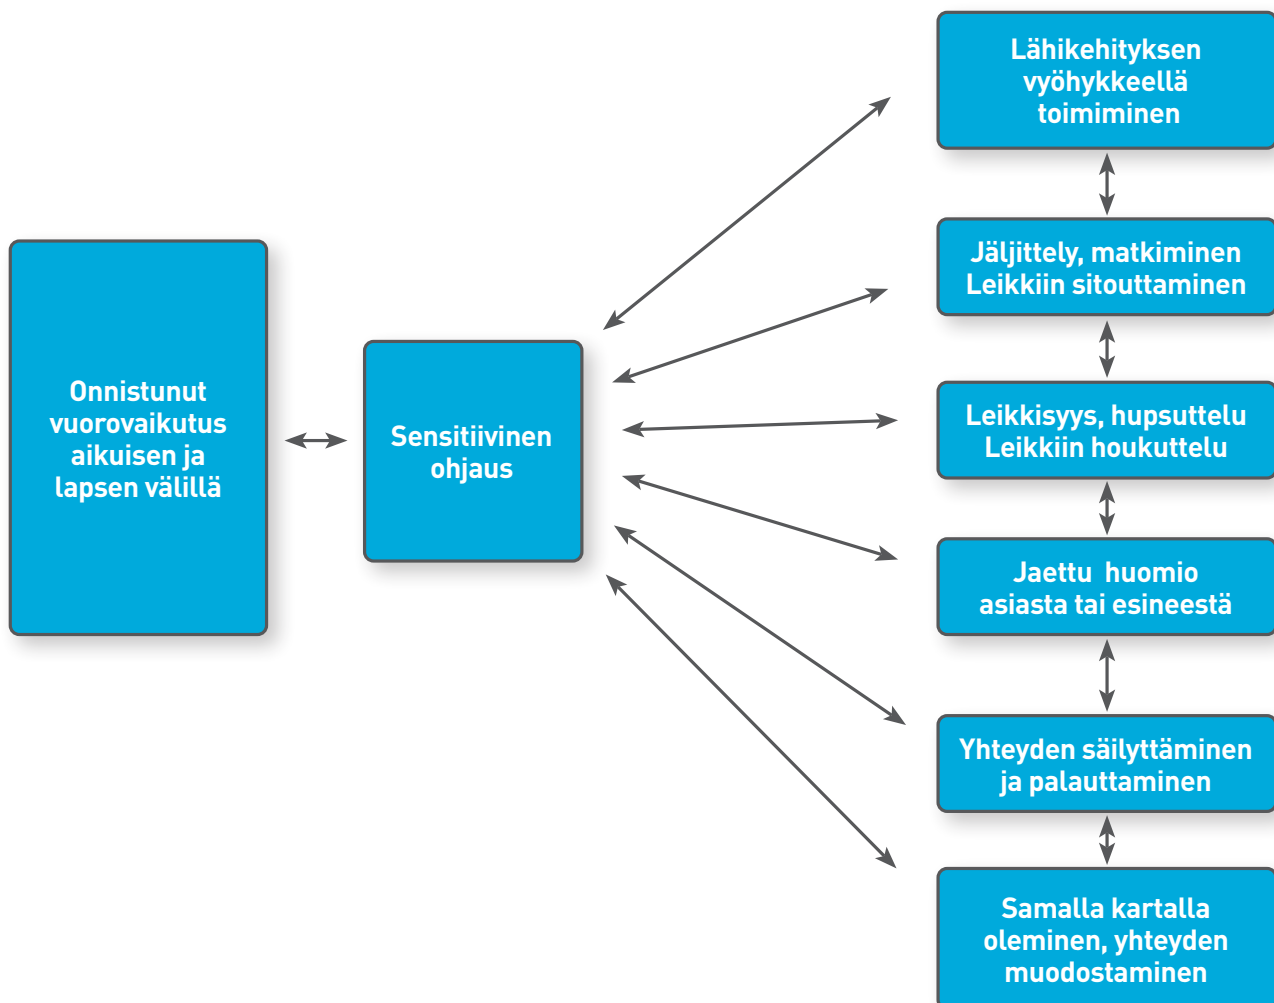 Onnistunut
vuorovaikutus
aikuisen ja
lapsen välillä
Sensitiivinen
ohjaus
Lähikehityksen
vyöhykkeellä
toimiminen
Jäljittely, matkiminen
Leikkiin sitouttaminen
Leikkisyys, hupsuttelu
Leikkiin houkuttelu
Jaettu huomio
asiasta tai esineestä
Yhteyden säilyttäminen
ja palauttaminen
Samalla kartalla
oleminen, yhteyden
muodostaminen